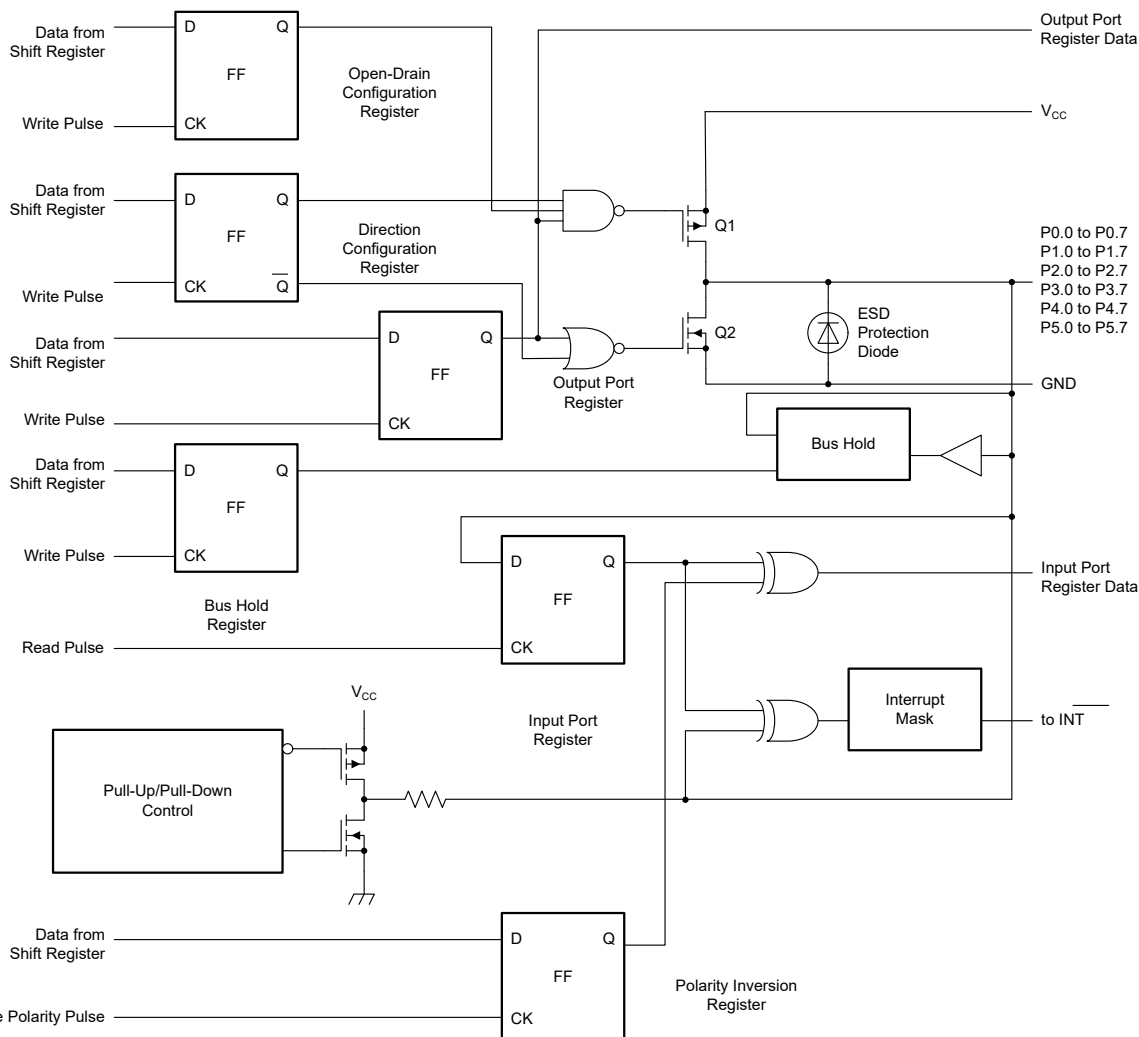 Data from
Shift Register
D
Q
FF
CK
Write Pulse
Open-Drain
Configuration
Register
Output Port
Register Data
VCC
Data from
Shift Register
D
Q
FF
CK
Q
Write Pulse
Direction
Configuration
Register
Q1
P0.0 to P0.7
P1.0 to P1.7
P2.0 to P2.7
P3.0 to P3.7
P4.0 to P4.7
P5.0 to P5.7
Data from
Shift Register
D
Q
FF
CK
Write Pulse
Output Port
Register
Q2
ESD
Protection
Diode
GND
Data from
Shift Register
D
Q
FF
CK
Write Pulse
Bus Hold
Register
Bus Hold
D
Q
FF
CK
Read Pulse
Input Port
Register Data
Input Port
Register
Interrupt
Mask
to INT
VCC
Pull-Up/Pull-Down
Control
Data from
Shift Register
D
Q
FF
CK
Polarity Inversion
Register
Polarity Pulse